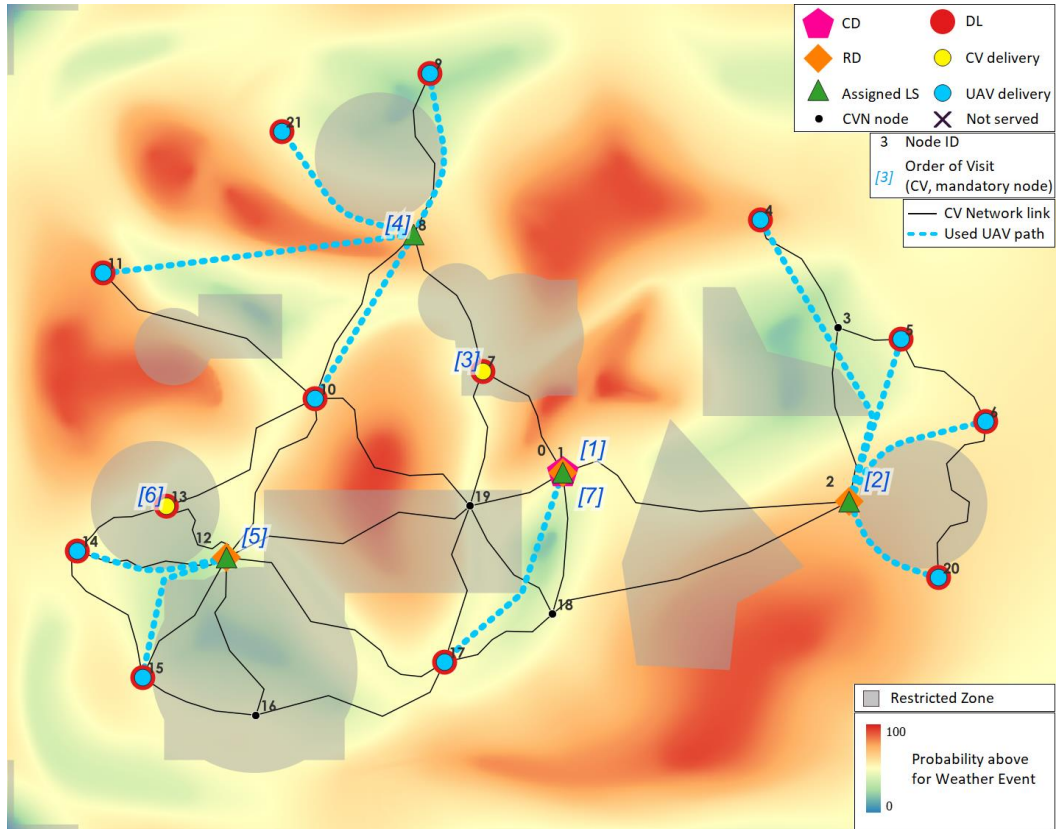 CD
DL
RD
CV delivery
Assigned LS
UAV delivery
CVN node
Not served
3 Node ID
[3] Order of Visit
(CV, mandatory node)
CV Network link
Used UAV path
9
21
[4] 8
4
11
3
5
[3] 7
10
6
0 1 [1]
[7]
2 [2]
[6] 13
19
12 [5]
14
20
18
17
15
16
Restricted Zone
100
Probability above
for Weather Event
0